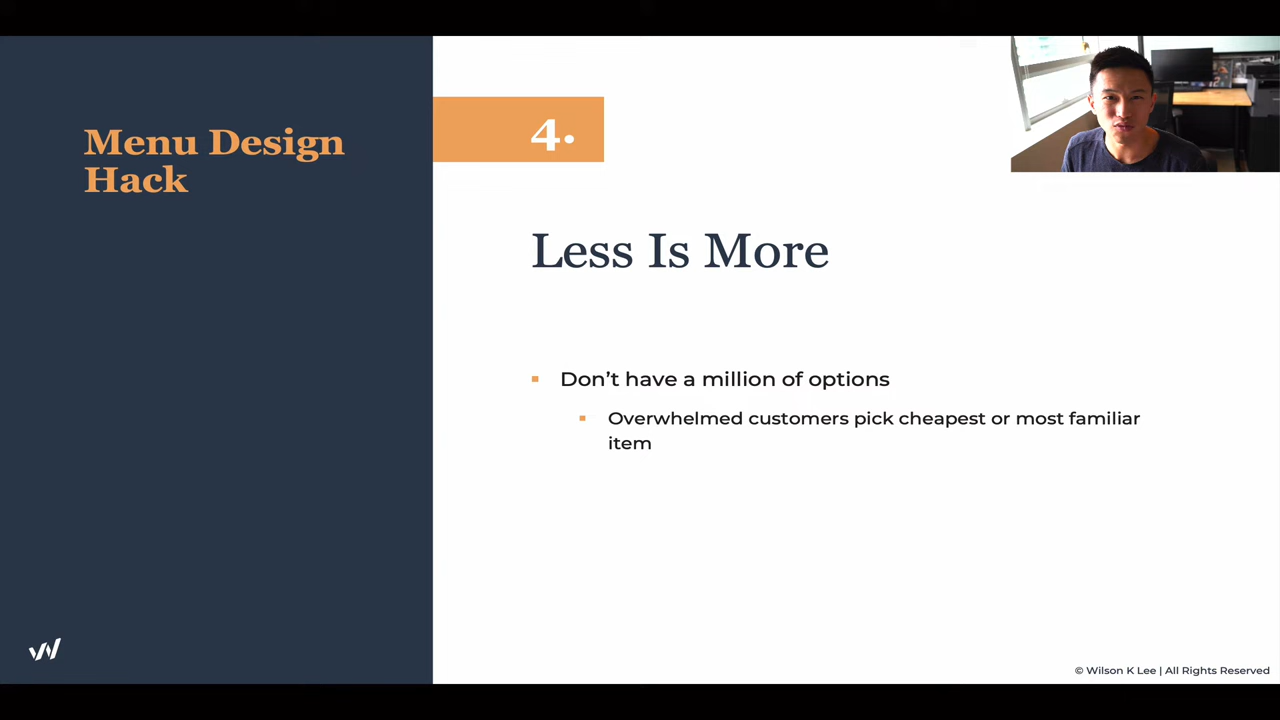 Menu Design
Hack
4.
Less Is More
Don’t have a million of options
Overwhelmed customers pick cheapest or most familiar
item
© Wilson K Lee | All Rights Reserved